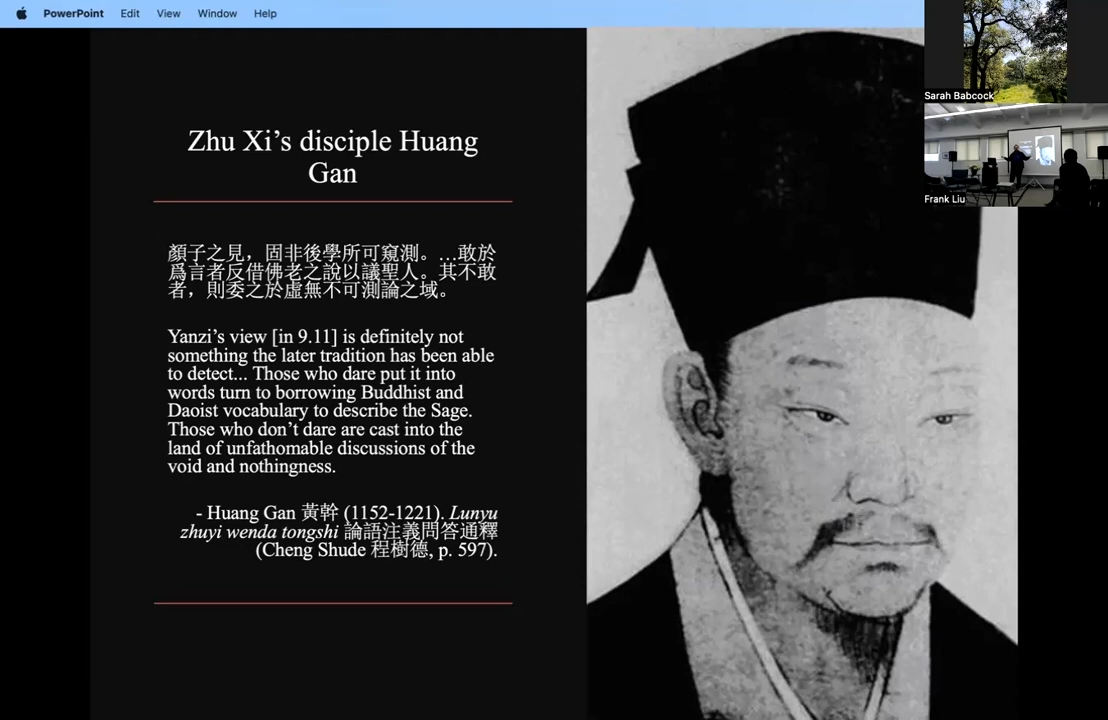 PowerPoint Edit View Window Help
Sarah Babcock
Frank Liu
Zhu Xi’s disciple Huang
Gan
顏子之見，固非後學所可窺測。…敢於
爲言者反借佛老之說以議聖人。其不敢
者，則委之於虛無不可測論之域。
Yanzi’s view [in 9.11] is definitely not
something the later tradition has been able
to detect... Those who dare put it into
words turn to borrowing Buddhist and
Daoist vocabulary to describe the Sage.
Those who don’t dare are cast into the
land of unfathomable discussions of the
void and nothingness.
- Huang Gan 黃幹 (1152-1221). Lunyu
zhuyi wenda tongshi 論語注義問答通釋
(Cheng Shude 程樹德, p. 597).